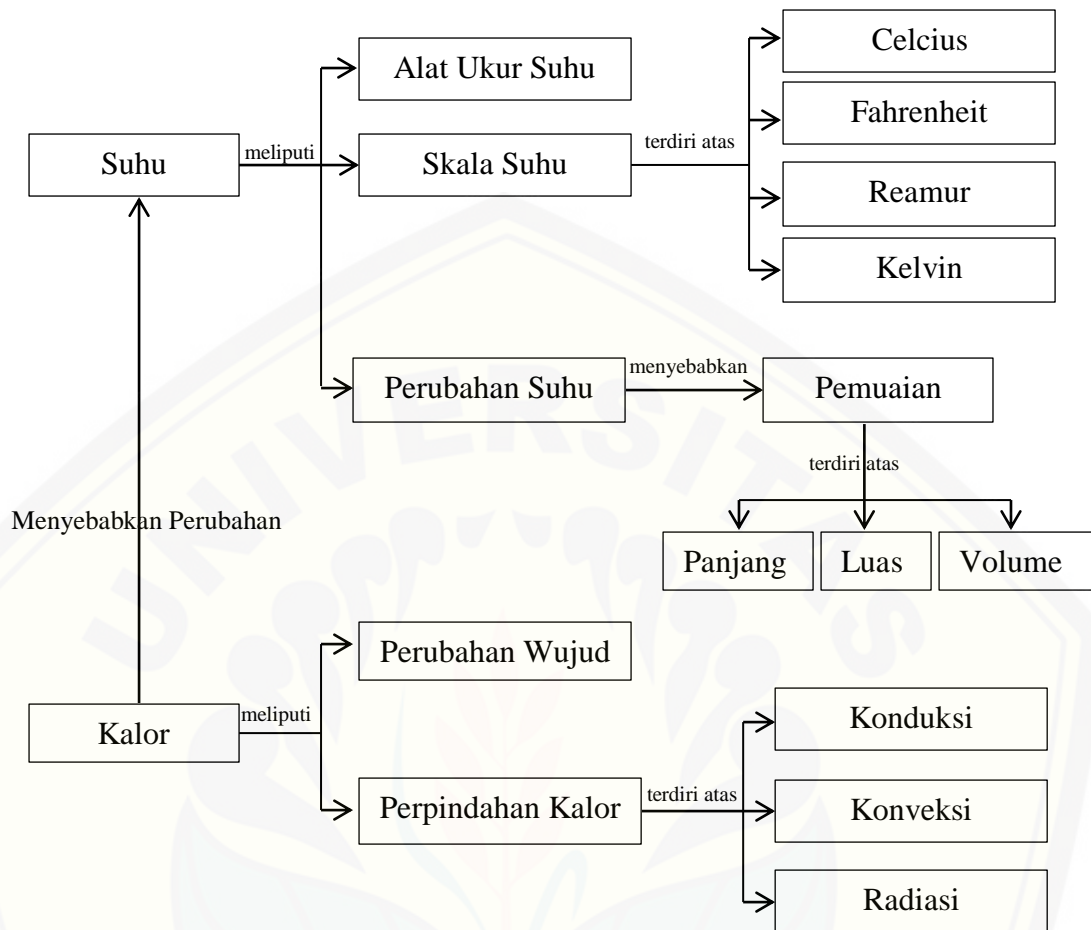 Celcius
Alat Ukur Suhu
Fahrenheit
Suhu
meliputi
Skala Suhu
terdiri atas
Reamur
Kelvin
Perubahan Suhu
menyebabkan
Pemuaian
terdiri atas
Menyebabkan Perubahan
Panjang
Luas
Volume
Perubahan Wujud
Kalor
meliputi
Konduksi
Perpindahan Kalor
terdiri atas
Konveksi
Radiasi
UNIVERSITAS